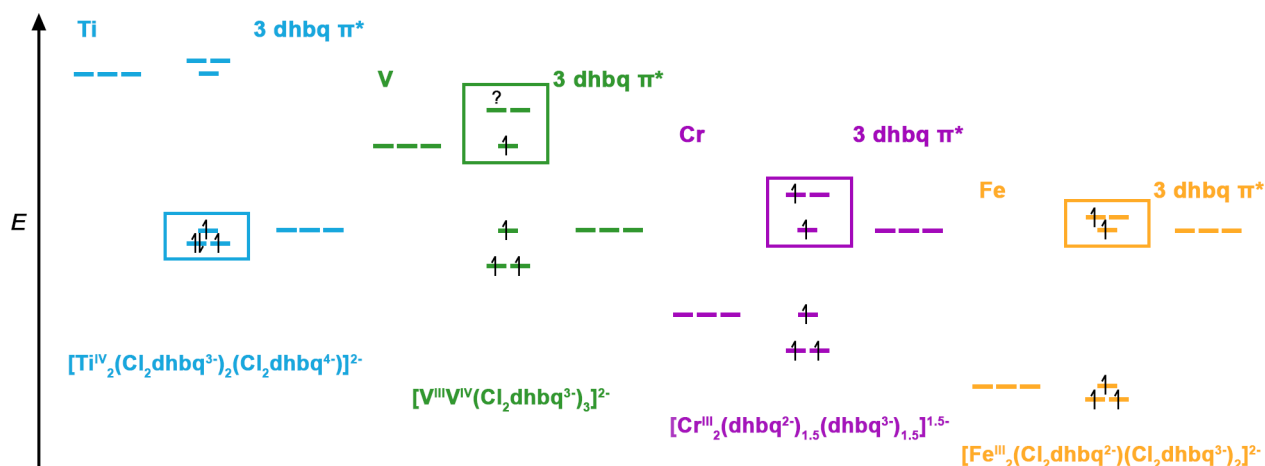 Ti 3 dhbq π*
V 3 dhbq π*
?
Cr 3 dhbq π*
Fe 3 dhbq π*
E
[Ti^IV_2(Cl_2dhbq^3-)_2(Cl_2dhbq^4-)]^2-
[V^IIIV^IV(Cl_2dhbq^3-)_3]^2-
[Cr^III_2(dhbq^2-)_1.5(dhbq^3-)_1.5]^1.5-
[Fe^III_2(Cl_2dhbq^2-)(Cl_2dhbq^3-)_2]^2-